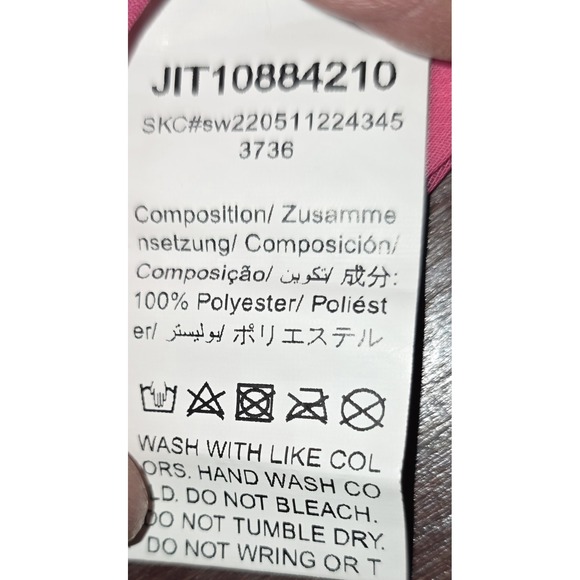 JIT10884210
SKC#sw220511224345
3736
Composition/ Zusamme
nsetzung/ Composición/
Composição/ تكوين/ 成分:
100% Polyester/ Poliést
er/ بوليستر/ ポリエステル
WASH WITH LIKE COL
ORS. HAND WASH CO
LD. DO NOT BLEACH.
DO NOT TUMBLE DRY.
DO NOT WRING OR T